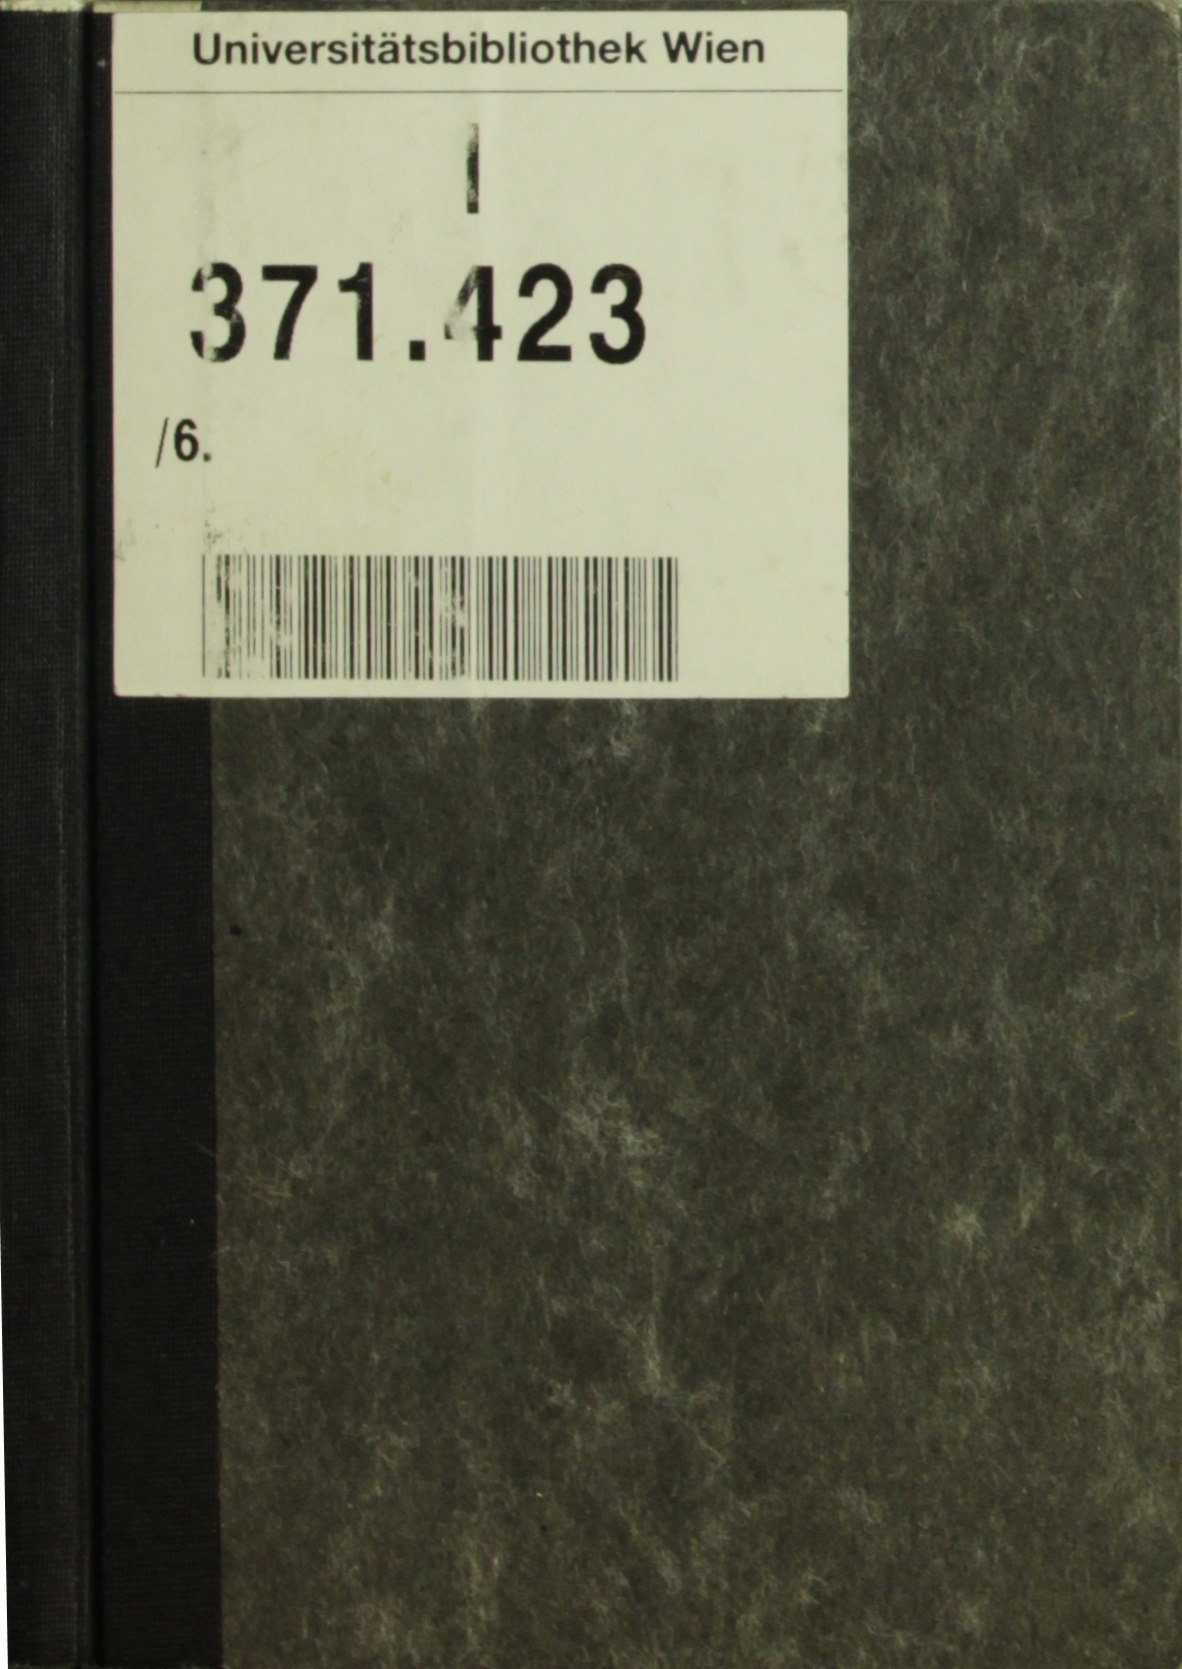 Universitätsbibliothek Wien
I
371.423
/6.